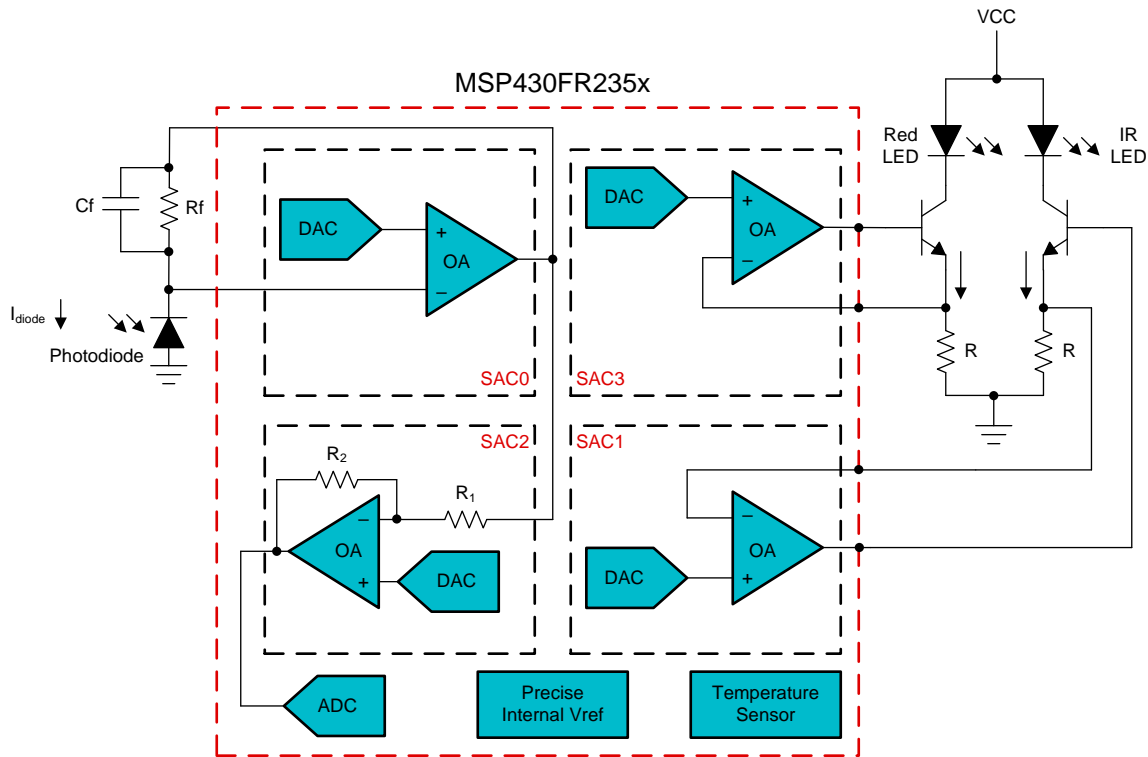 VCC
MSP430FR235x
Red
LED
IR
LED
Cf
Rf
DAC
+
OA
−
DAC
+
OA
−
I_diode
Photodiode
R
R
SAC0
SAC3
SAC2
SAC1
R₂
R₁
−
OA
+
DAC
−
OA
+
DAC
ADC
Precise
Internal Vref
Temperature
Sensor